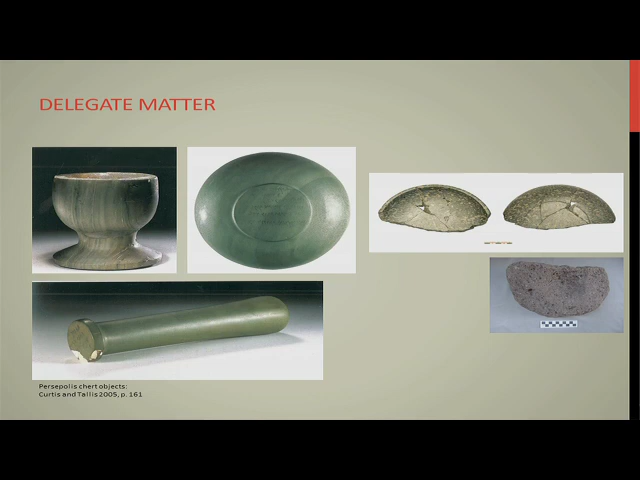 DELEGATE MATTER
Persepolis chert objects:
Curtis and Tallis 2005, p. 161